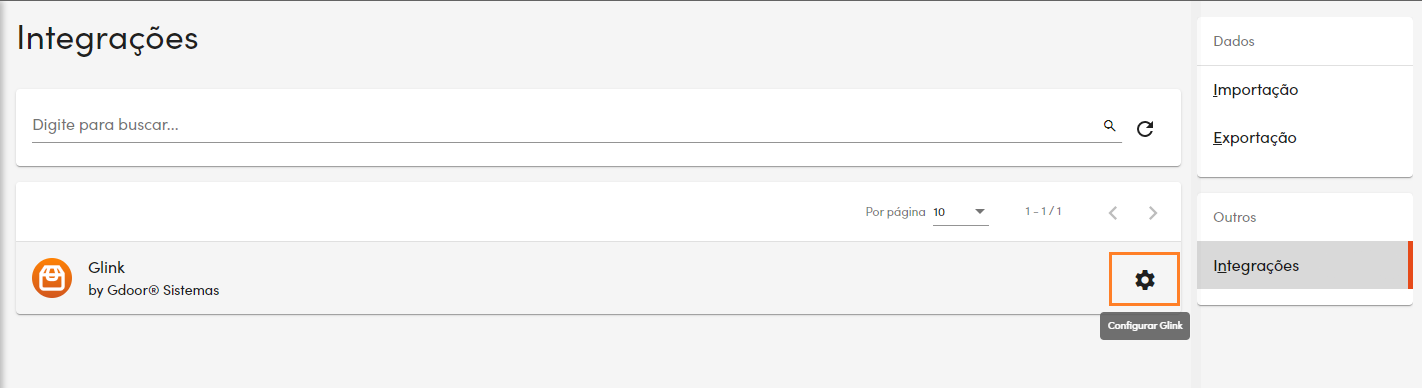 Integrações
Digite para buscar...
Por página 10 1 - 1 / 1
Glink
by Gdoor® Sistemas
Configurar Glink
Dados
Importação
Exportação
Outros
Integrações